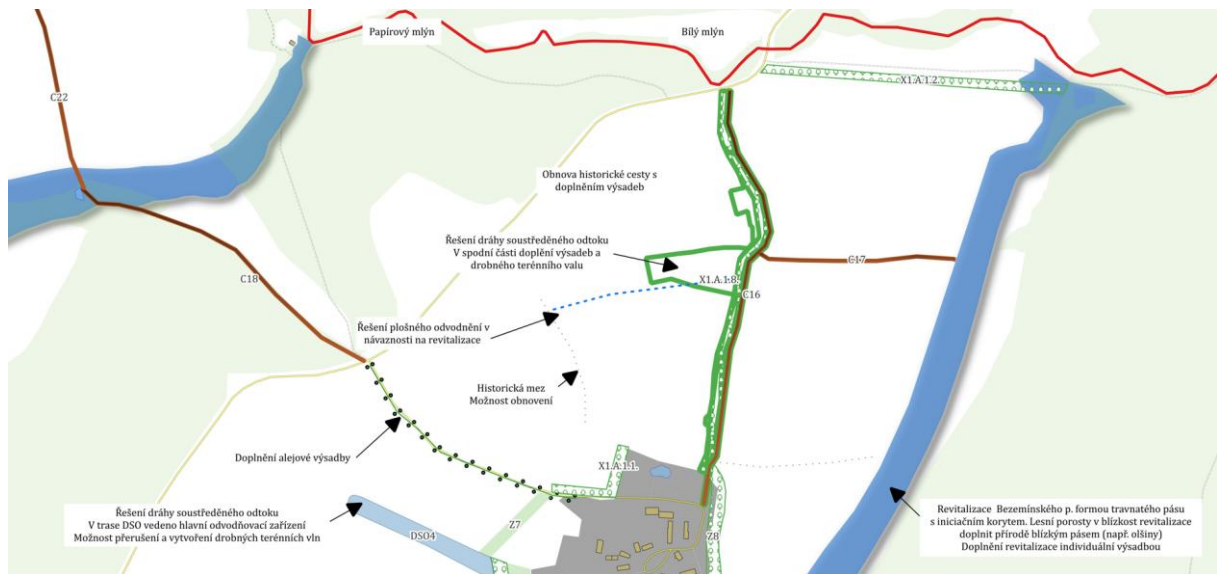 Papírový mlýn
Bílý mlýn
X1.A.1.2.
C22
Obnova historické cesty s
doplněním výsadeb
Řešení dráhy soustředěného odtoku
V spodní části doplění výsadeb a
drobného terénního valu
C17
X1.A.1.8.
C16
C18
Řešení plošného odvodnění v
návaznosti na revitalizace
Historická mez
Možnost obnovení
Doplnění alejové výsadby
X1.A.1.1.
Řešení dráhy soustředěného odtoku
V trase DSO vedeno hlavní odvodňovací zařízení
Možnost přerušení a vytvoření drobných terénních vln
Z7
DSO4
Z8
Revitalizace Bezemínského p. formou travnatého pásu
s iniciačním korytem. Lesní porosty v blízkost revitalizace
doplnit přírodě blízkým pásem (např. olšiny)
Doplnění revitalizace individuální výsadbou